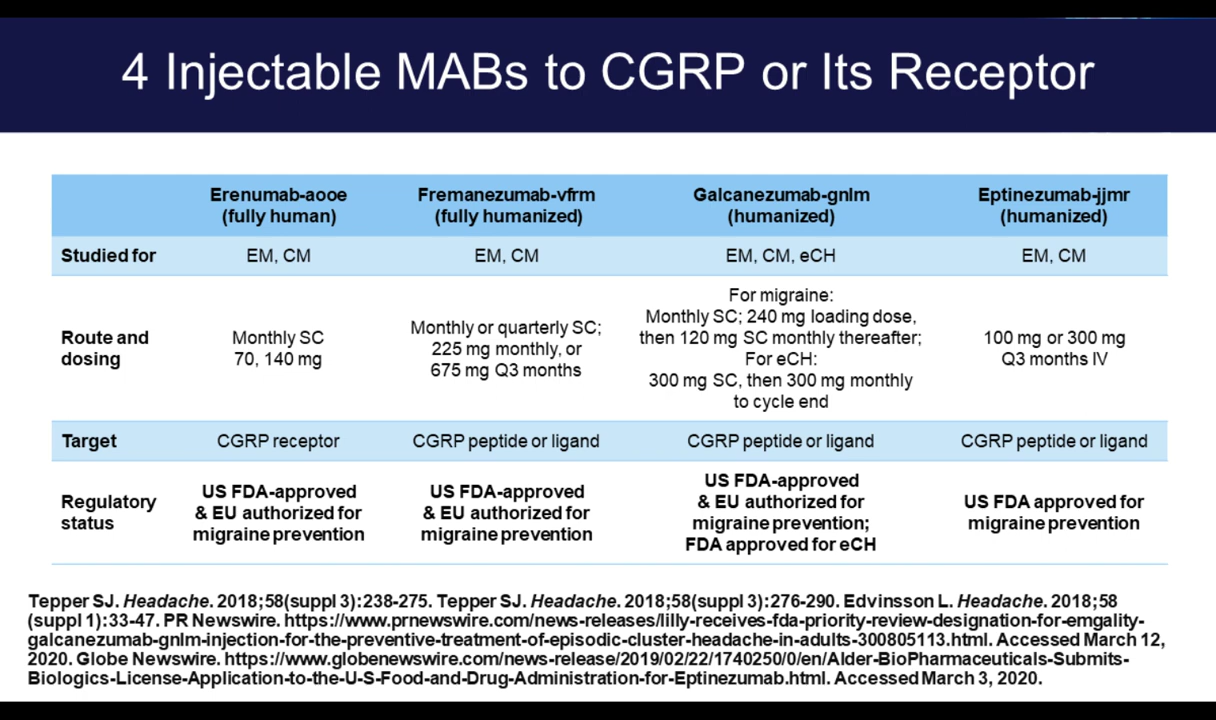 4 Injectable MABs to CGRP or Its Receptor
Erenumab-aooe
(fully human)
Fremanezumab-vfrm
(fully humanized)
Galcanezumab-gnlm
(humanized)
Eptinezumab-jjmr
(humanized)
Studied for
EM, CM
EM, CM
EM, CM, eCH
EM, CM
Route and
dosing
Monthly SC
70, 140 mg
Monthly or quarterly SC;
225 mg monthly, or
675 mg Q3 months
For migraine:
Monthly SC; 240 mg loading dose,
then 120 mg SC monthly thereafter;
For eCH:
300 mg SC, then 300 mg monthly
to cycle end
100 mg or 300 mg
Q3 months IV
Target
CGRP receptor
CGRP peptide or ligand
CGRP peptide or ligand
CGRP peptide or ligand
Regulatory
status
US FDA-approved
& EU authorized for
migraine prevention
US FDA-approved
& EU authorized for
migraine prevention
US FDA-approved
& EU authorized for
migraine prevention;
FDA approved for eCH
US FDA approved for
migraine prevention
Tepper SJ. Headache. 2018;58(suppl 3):238-275. Tepper SJ. Headache. 2018;58(suppl 3):276-290. Edvinsson L. Headache. 2018;58
(suppl 1):33-47. PR Newswire. https://www.prnewswire.com/news-releases/lilly-receives-fda-priority-review-designation-for-emgality-
galcanezumab-gnlm-injection-for-the-preventive-treatment-of-episodic-cluster-headache-in-adults-300805113.html. Accessed March 12,
2020. Globe Newswire. https://www.globenewswire.com/news-release/2019/02/22/1740250/0/en/Alder-BioPharmaceuticals-Submits-
Biologics-License-Application-to-the-U-S-Food-and-Drug-Administration-for-Eptinezumab.html. Accessed March 3, 2020.